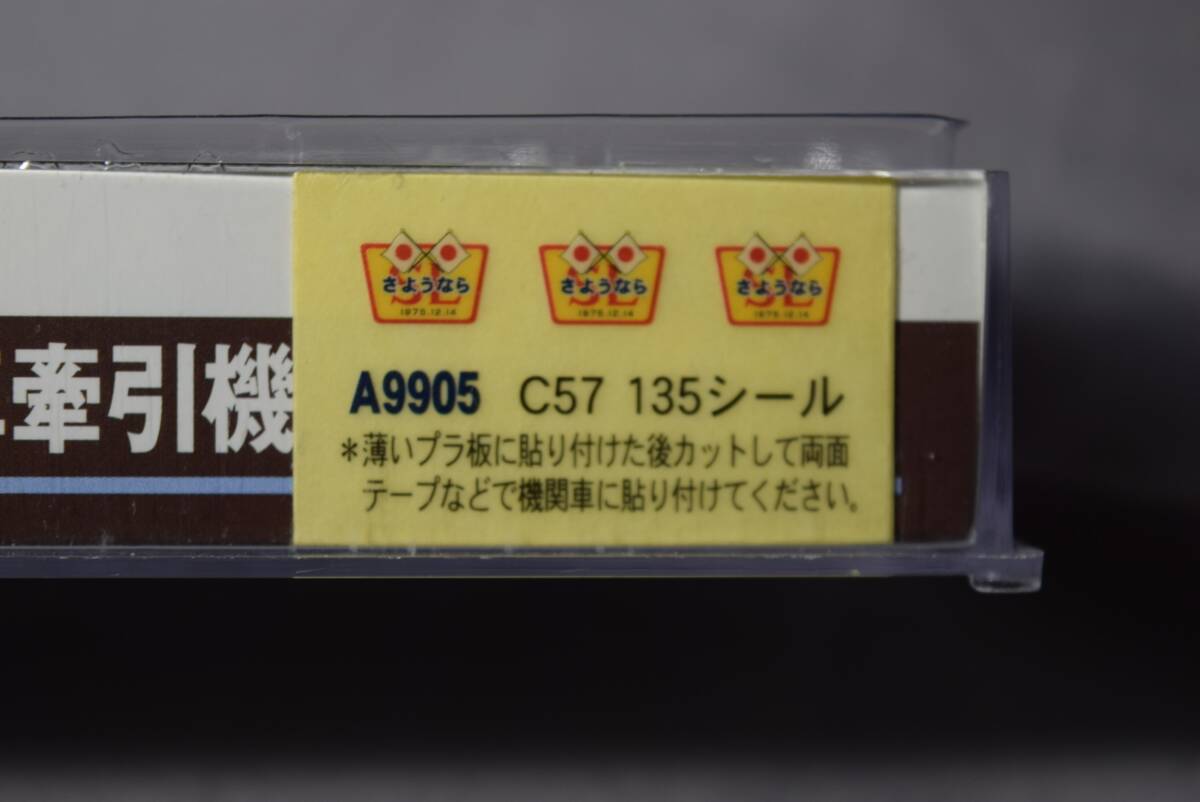 牽引機
SL
さようなら
1975.12.14
SL
さようなら
1975.12.14
SL
さようなら
1975.12.14
A9905 C57 135シール
*薄いプラ板に貼り付けた後カットして両面
テープなどで機関車に貼り付けてください。